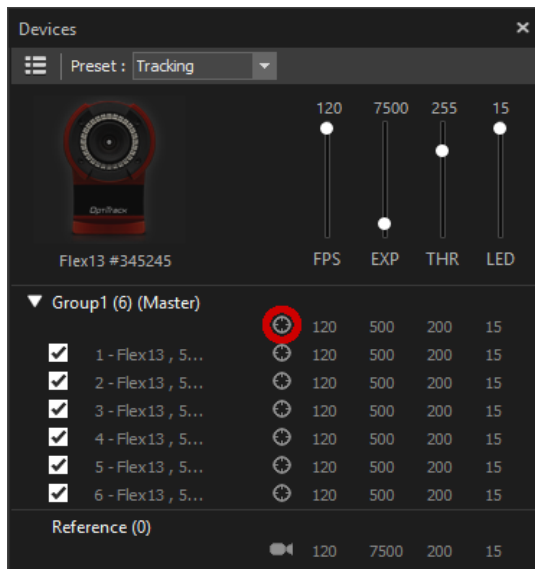 Devices
Preset : Tracking
120 7500 255 15
OptiTrack
Flex13 #345245 FPS EXP THR LED
Group1 (6) (Master)
120 500 200 15
1 - Flex13 , 5... 120 500 200 15
2 - Flex13 , 5... 120 500 200 15
3 - Flex13 , 5... 120 500 200 15
4 - Flex13 , 5... 120 500 200 15
5 - Flex13 , 5... 120 500 200 15
6 - Flex13 , 5... 120 500 200 15
Reference (0)
120 7500 200 15